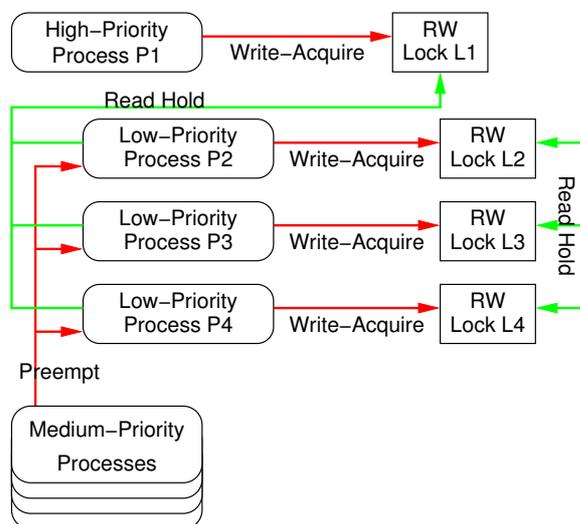 High−Priority
Process P1
Write−Acquire
RW
Lock L1
Read Hold
Low−Priority
Process P2
Write−Acquire
RW
Lock L2
Low−Priority
Process P3
Write−Acquire
RW
Lock L3
Read Hold
Low−Priority
Process P4
Write−Acquire
RW
Lock L4
Preempt
Medium−Priority
Processes